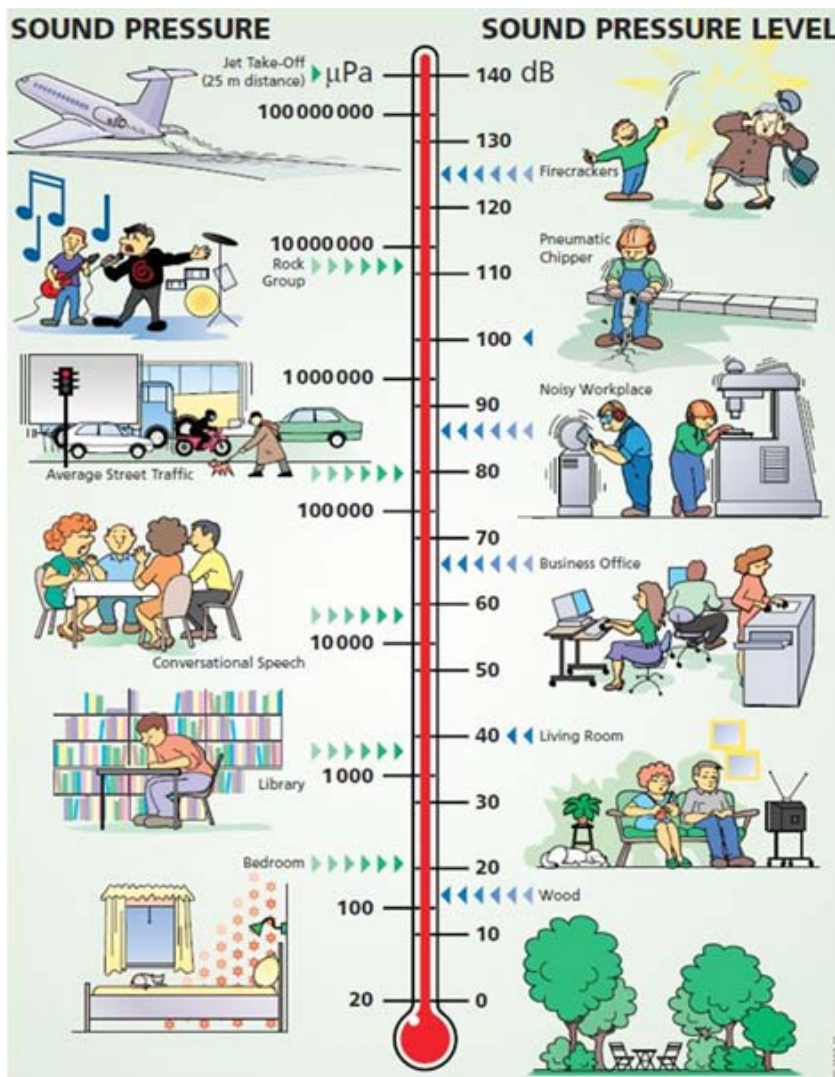 SOUND PRESSURE
SOUND PRESSURE LEVEL
Jet Take-Off
(25 m distance)
μPa
140 dB
100 000 000
130
Firecrackers
120
10 000 000
Pneumatic
Chipper
Rock
Group
110
100
1 000 000
Noisy Workplace
90
Average Street Traffic
80
100 000
70
Business Office
60
10 000
Conversational Speech
50
40
Living Room
1 000
Library
30
Bedroom
20
Wood
100
10
20
0